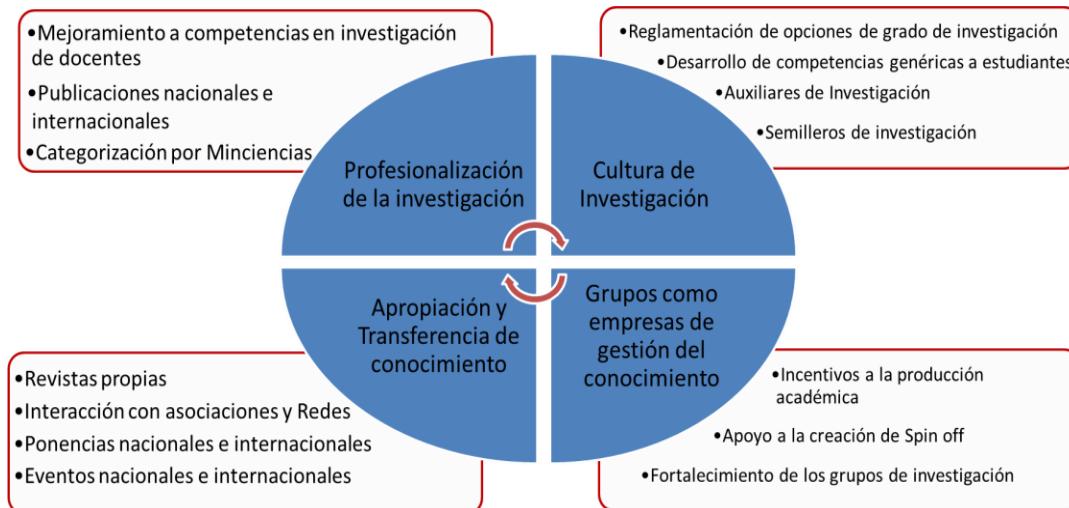 •Mejoramiento a competencias en investigación
de docentes
•Publicaciones nacionales e
internacionales
•Categorización por Minciencias
•Reglamentación de opciones de grado de investigación
•Desarrollo de competencias genéricas a estudiantes
•Auxiliares de Investigación
•Semilleros de investigación
Profesionalización
de la investigación
Cultura de
Investigación
Apropiación y
Transferencia de
conocimiento
Grupos como
empresas de
gestión del
conocimiento
•Revistas propias
•Interacción con asociaciones y Redes
•Ponencias nacionales e internacionales
•Eventos nacionales e internacionales
•Incentivos a la producción
académica
•Apoyo a la creación de Spin off
•Fortalecimiento de los grupos de investigación